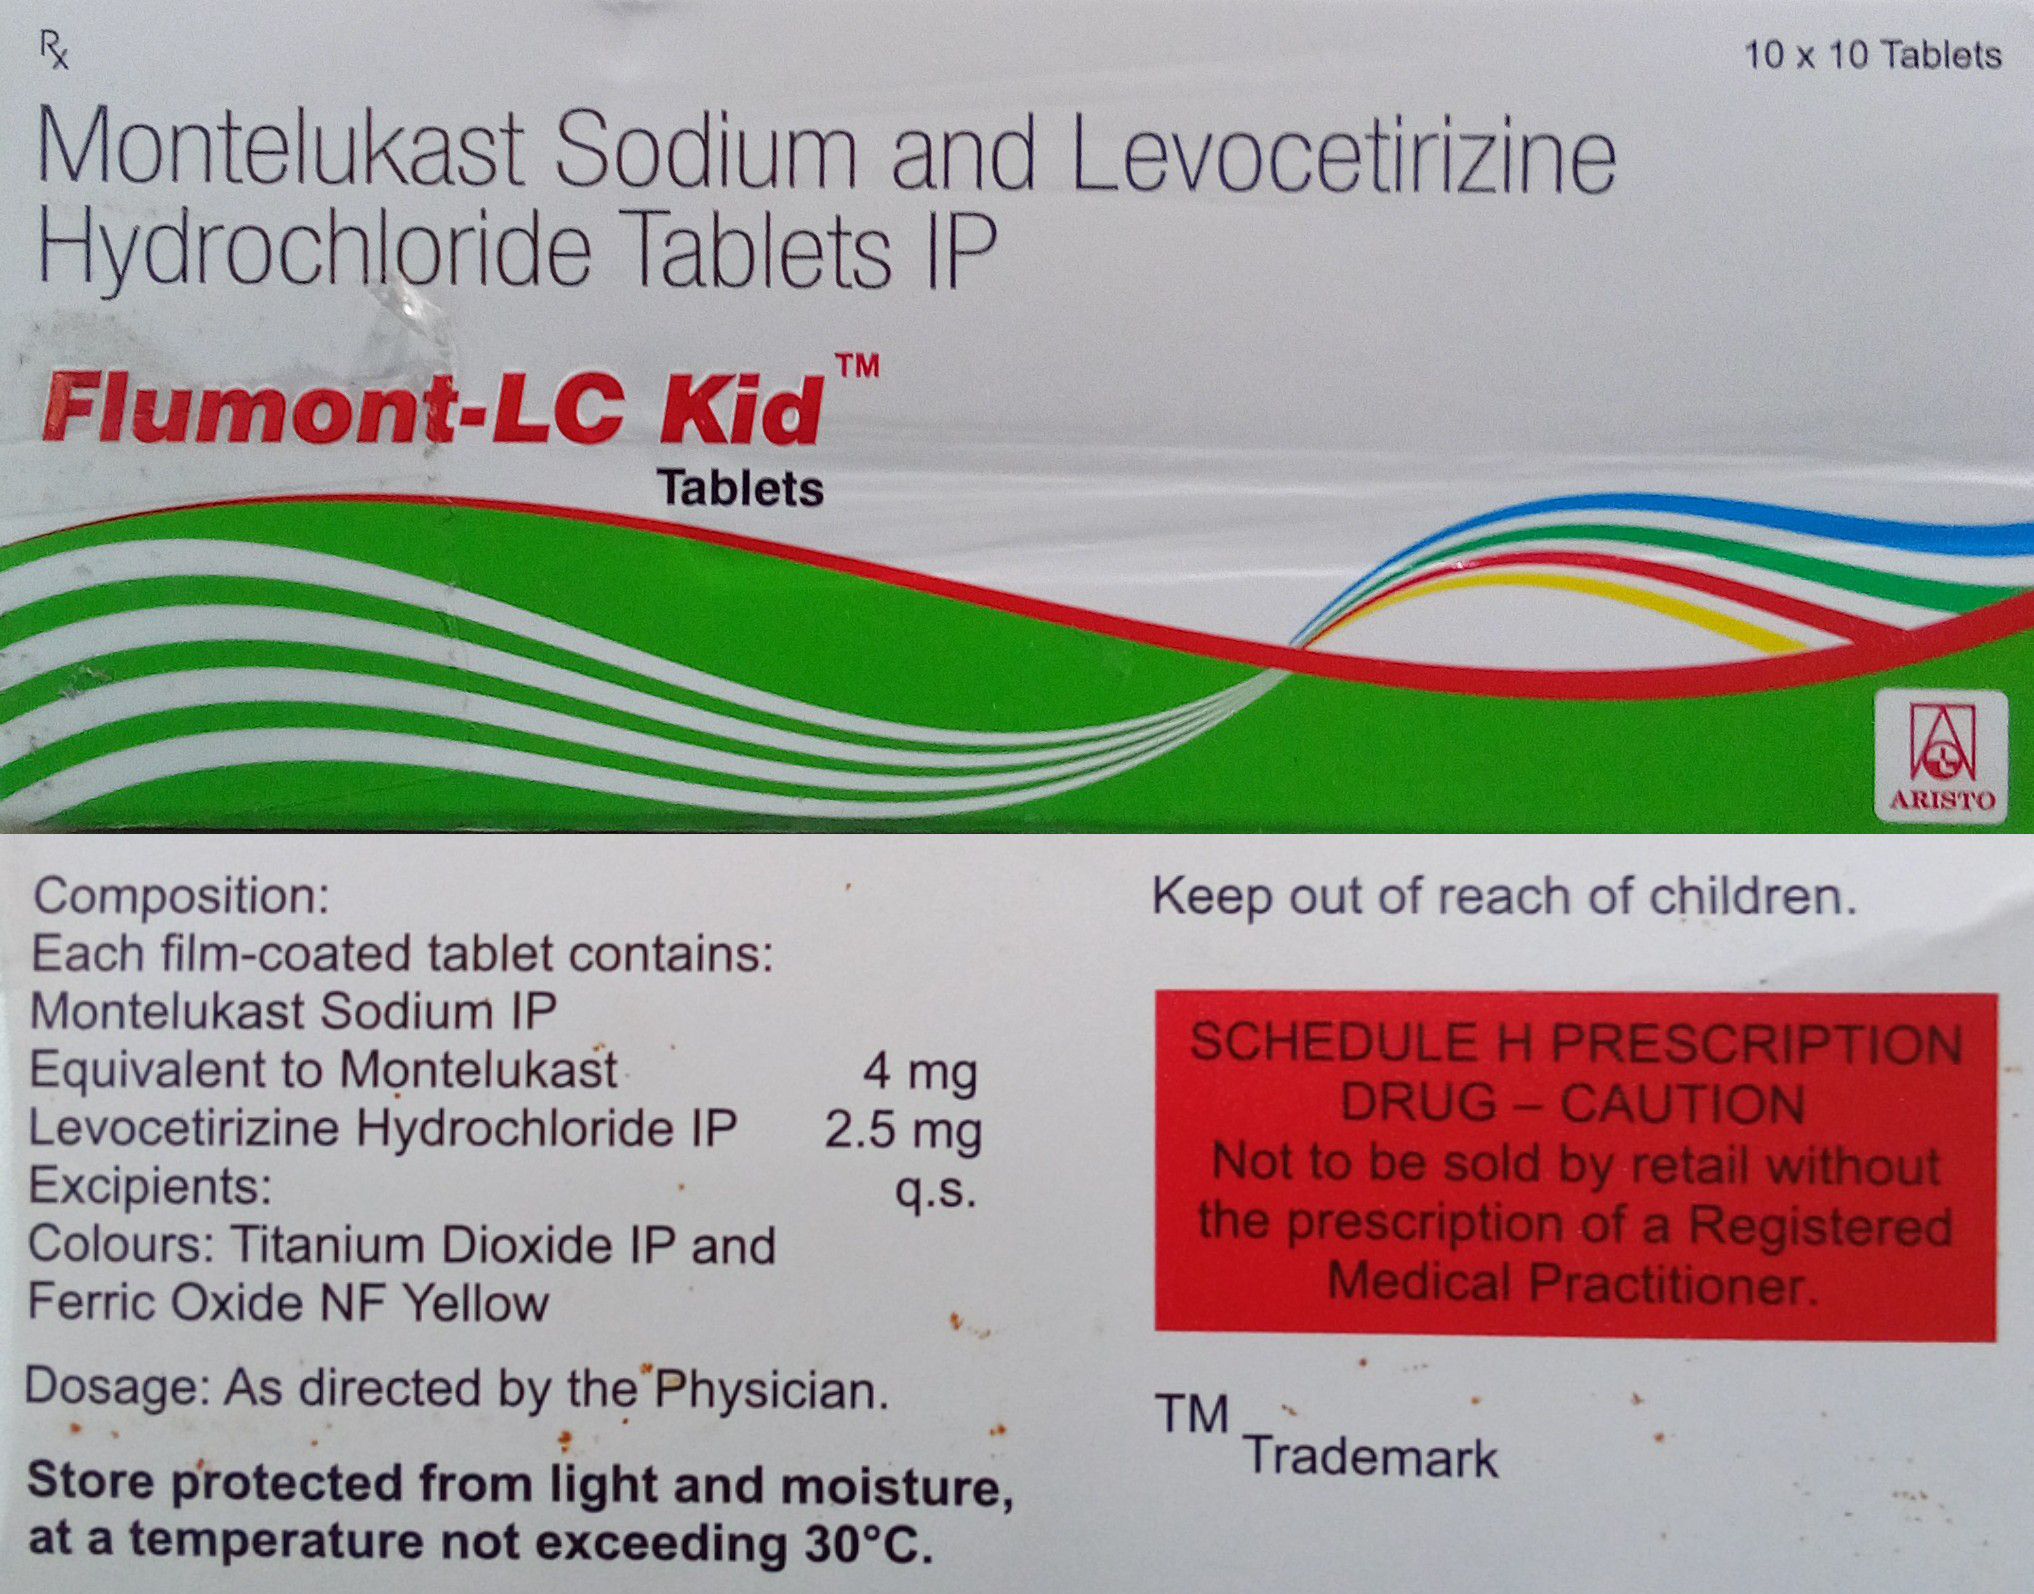 Rx
10 x 10 Tablets
Montelukast Sodium and Levocetirizine
Hydrochloride Tablets IP
Flumont-LC Kid™
Tablets
ARISTO
Composition:
Each film-coated tablet contains:
Montelukast Sodium IP
Equivalent to Montelukast 4 mg
Levocetirizine Hydrochloride IP 2.5 mg
Excipients: q.s.
Colours: Titanium Dioxide IP and
Ferric Oxide NF Yellow
Dosage: As directed by the Physician.
Store protected from light and moisture,
at a temperature not exceeding 30°C.
Keep out of reach of children.
SCHEDULE H PRESCRIPTION
DRUG – CAUTION
Not to be sold by retail without
the prescription of a Registered
Medical Practitioner.
TM Trademark